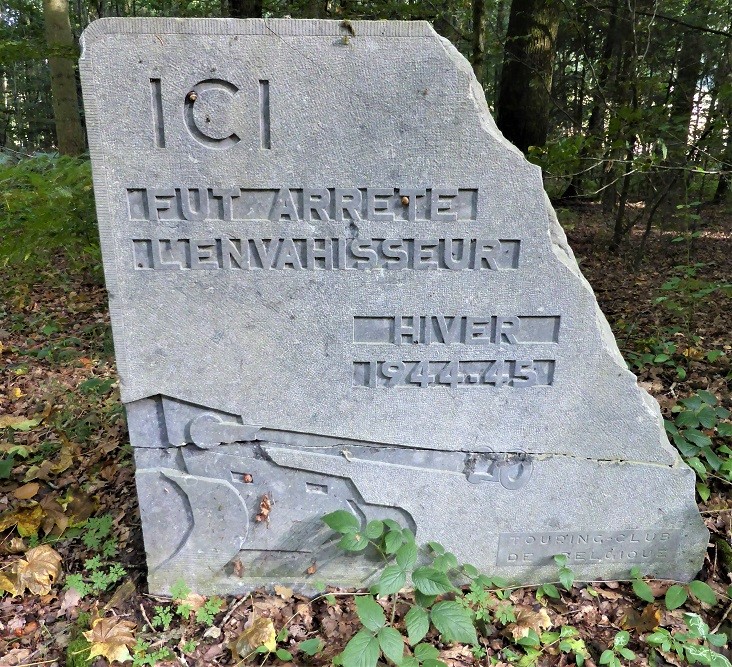 ICI
FUT ARRETE
L'ENVAHISSEUR
HIVER
1944-45
TOURING-CLUB
DE BELGIQUE